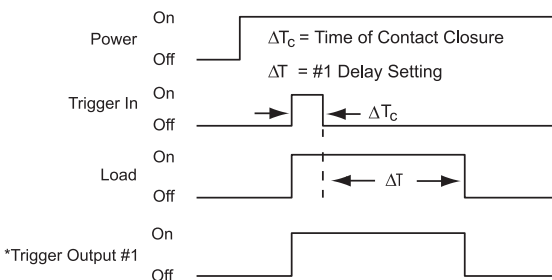 On
Power
ΔTc = Time of Contact Closure
Off
ΔT = #1 Delay Setting
On
Trigger In
ΔTc
Off
On
Load
ΔT
Off
On
*Trigger Output #1
Off